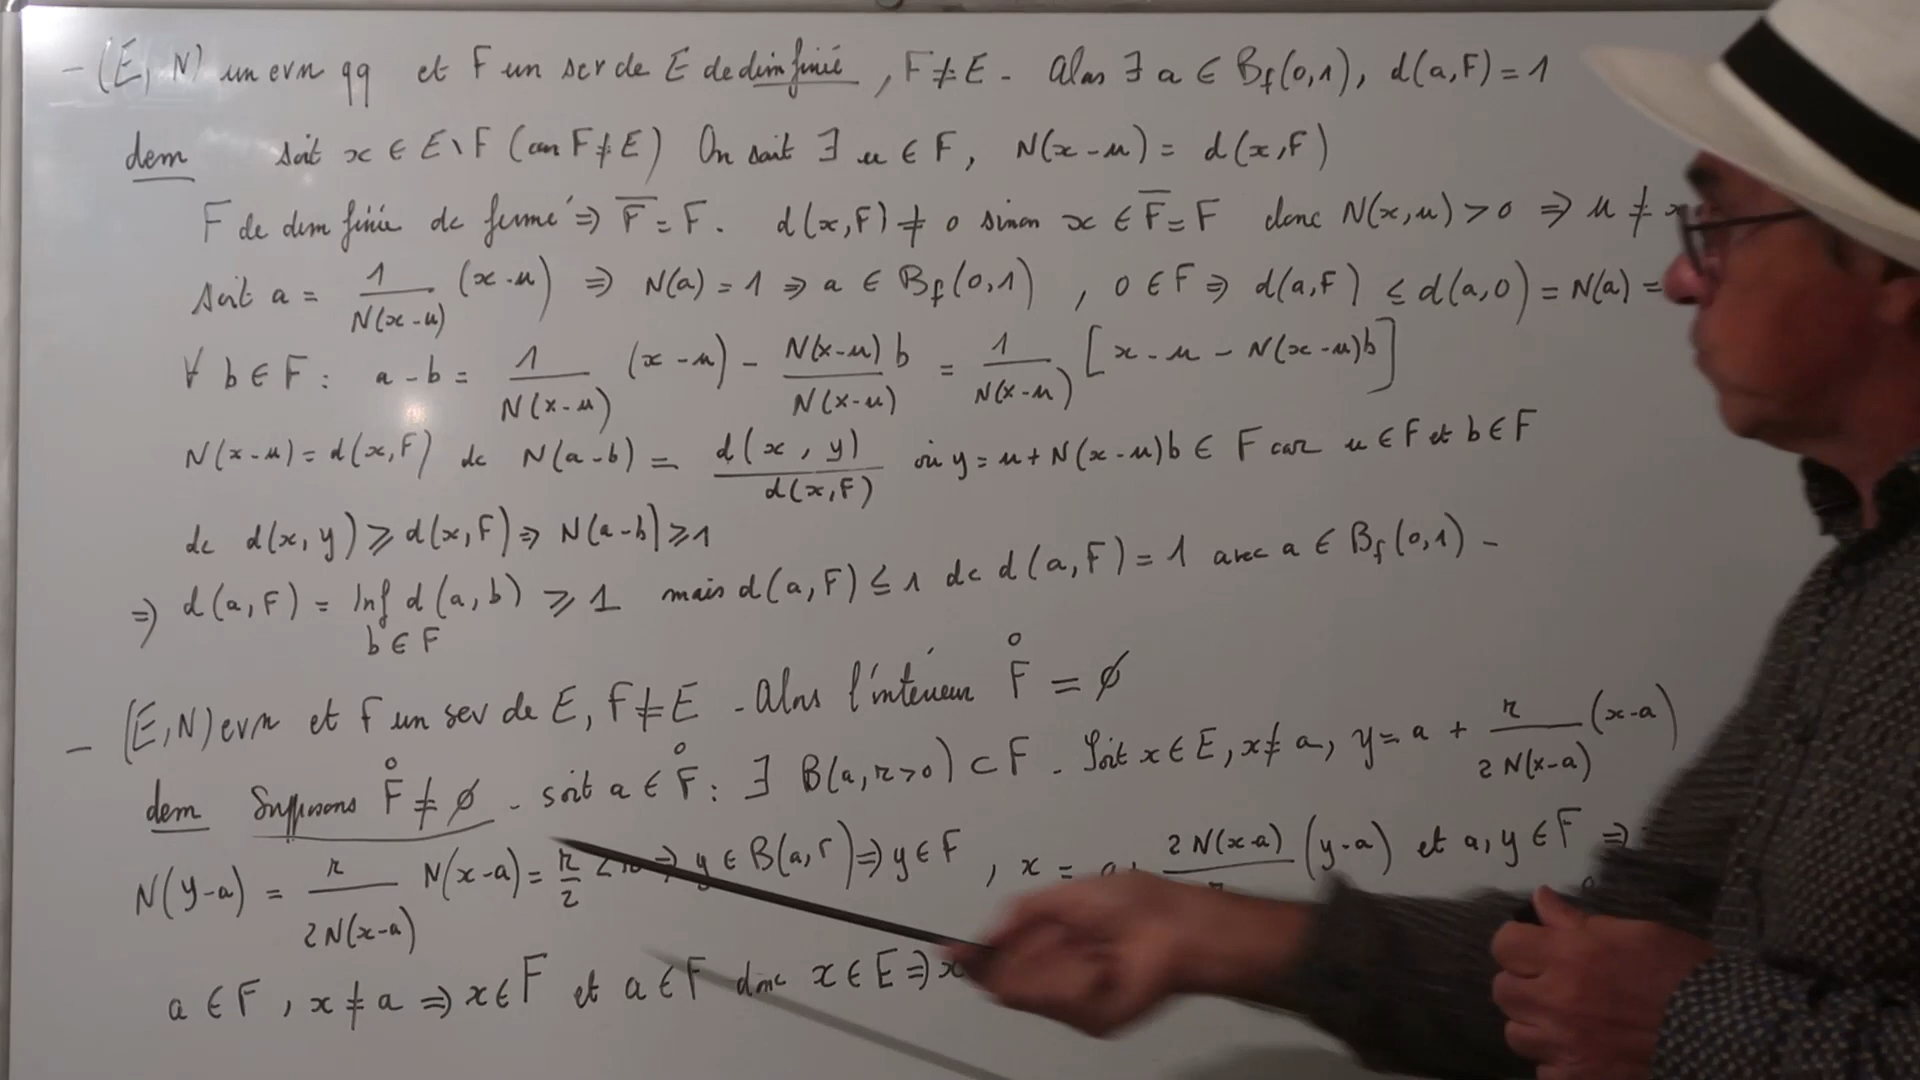 - (E, N) un evn qq et F un sev de E de dim finie, F ≠ E - Alors ∃ a ∈ B_f(0,1), d(a,F) = 1
dem soit x ∈ E\F (car F ≠ E) On sait ∃ u ∈ F, N(x-u) = d(x,F)
F de dim finie dc fermé ⇒ F̅ = F. d(x,F) ≠ 0 sinon x ∈ F̅ = F donc N(x,u) > 0 ⇒ u ≠ x
soit a = 1/N(x-u) (x-u) ⇒ N(a) = 1 ⇒ a ∈ B_f(0,1), 0 ∈ F ⇒ d(a,F) ≤ d(a,0) = N(a) =
∀ b ∈ F : a - b = 1/N(x-u) (x-u) - N(x-u)b/N(x-u) = 1/N(x-u) [x - u - N(x-u)b]
N(x-u) = d(x,F) dc N(a-b) = d(x,y)/d(x,F) où y = u + N(x-u)b ∈ F car u ∈ F et b ∈ F
dc d(x,y) ⩾ d(x,F) ⇒ N(a-b) ⩾ 1
⇒ d(a,F) = Inf d(a,b) ⩾ 1 mais d(a,F) ≤ 1 dc d(a,F) = 1 avec a ∈ B_f(0,1) -
b ∈ F
- (E,N) evn et F un sev de E, F ≠ E - Alors l'intérieur F̊ = ∅
dem Supposons F̊ ≠ ∅ - soit a ∈ F̊ : ∃ B(a, r>0) ⊂ F - Soit x ∈ E, x ≠ a, y = a + r/2N(x-a) (x-a)
N(y-a) = r/2N(x-a) N(x-a) = r/2 < r ⇒ y ∈ B(a,r) ⇒ y ∈ F, x = a + 2N(x-a)/r (y-a) et a, y ∈ F ⇒
a ∈ F, x ≠ a ⇒ x ∈ F et a ∈ F donc x ∈ E ⇒ x